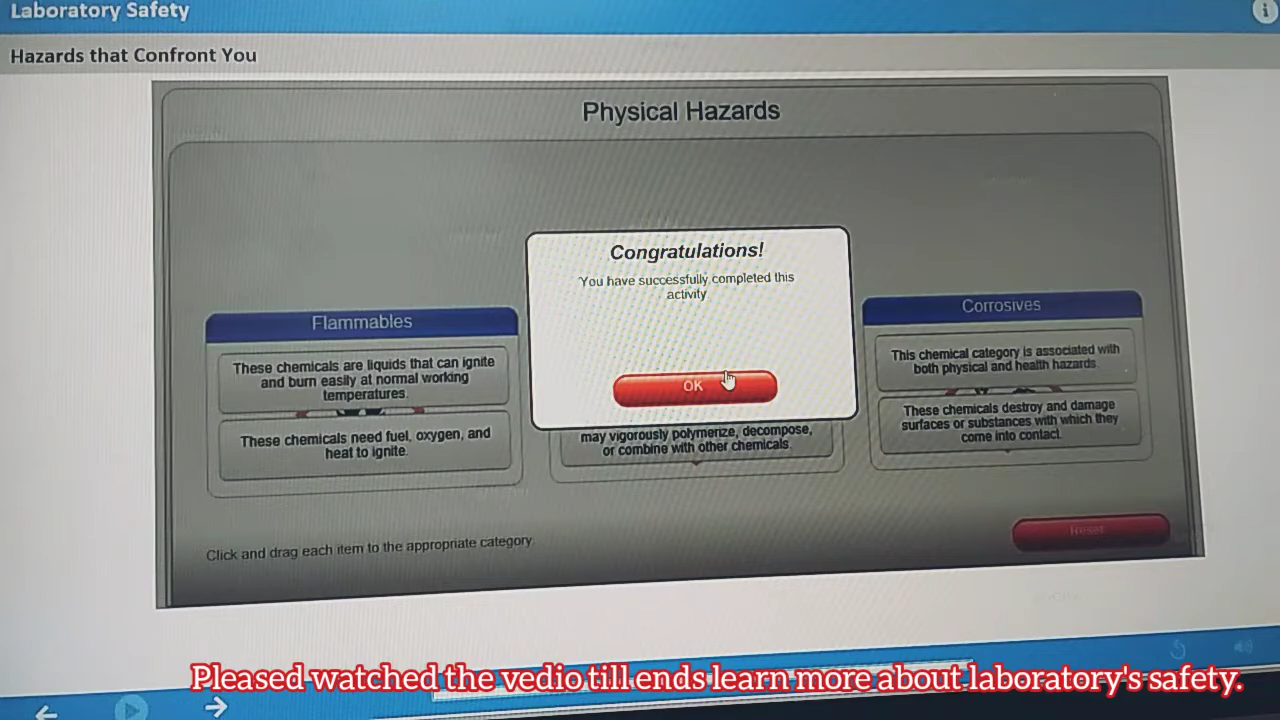 Laboratory Safety
Hazards that Confront You
Physical Hazards
Congratulations!
You have successfully completed this
activity
OK
Flammables
These chemicals are liquids that can ignite
and burn easily at normal working
temperatures.
These chemicals need fuel, oxygen, and
heat to ignite.
may vigorously polymerize, decompose,
or combine with other chemicals.
Corrosives
This chemical category is associated with
both physical and health hazards.
These chemicals destroy and damage
surfaces or substances with which they
come into contact.
Click and drag each item to the appropriate category.
Reset
Pleased watched the vedio till ends learn more about laboratory's safety.